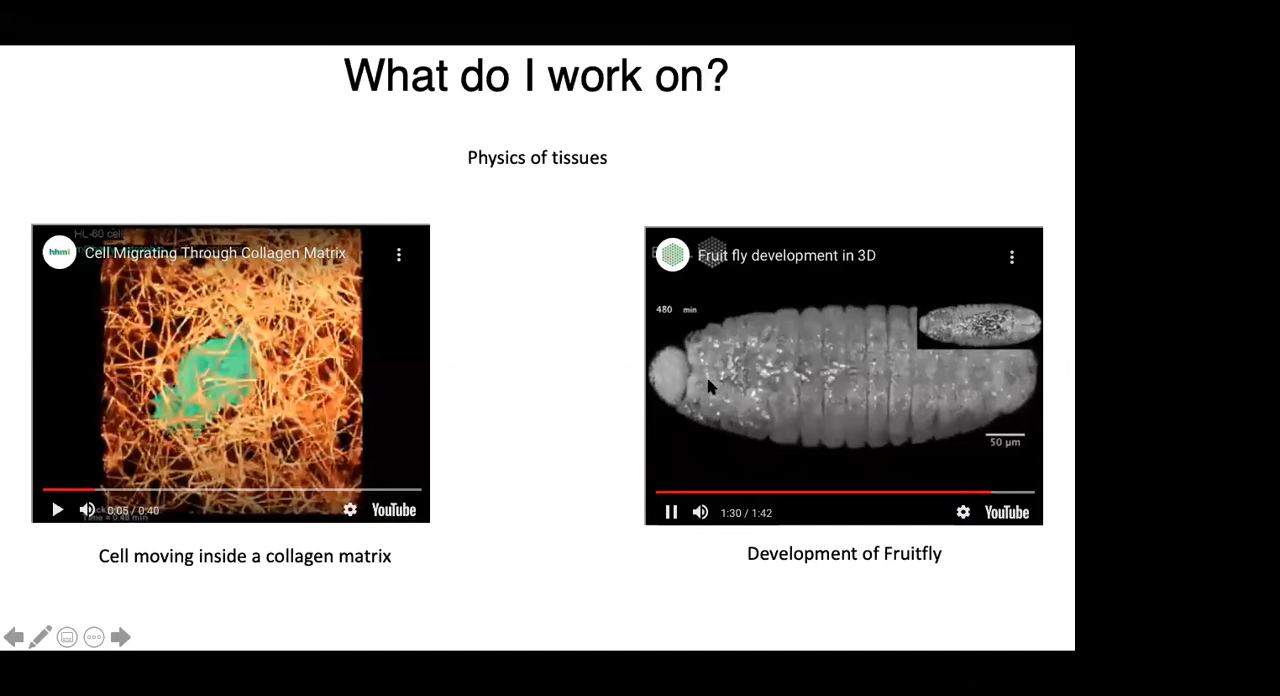 What do I work on?
Physics of tissues
HL-60 cell
hhmi
Cell Migrating Through Collagen Matrix
0:05 / 0:40
YouTube
Cell moving inside a collagen matrix
Fruit fly development in 3D
480 min
50 µm
1:30 / 1:42
YouTube
Development of Fruitfly